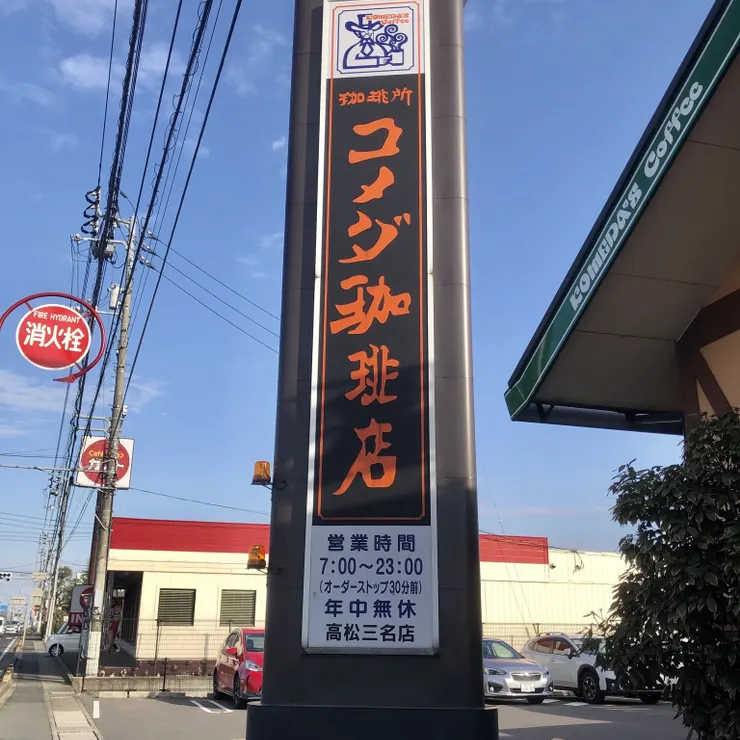 KOMEDA'S
Coffee
珈琲所
コメダ珈琲店
営業時間
7:00～23:00
(オーダーストップ30分前)
年中無休
高松三名店
KOMEDA'S Coffee
FIRE HYDRANT
消火栓